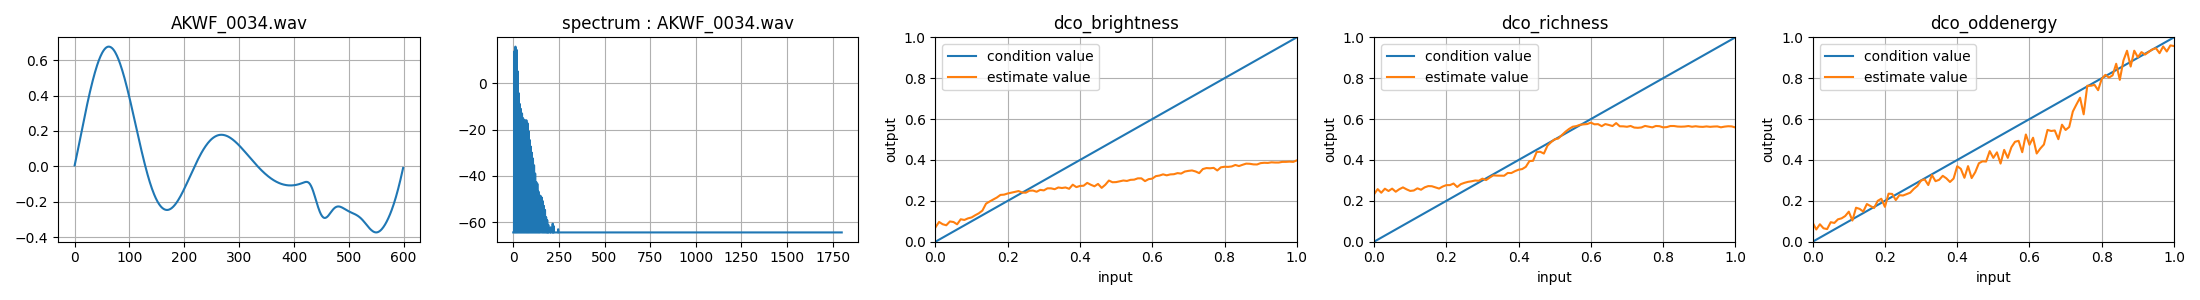 AKWF_0034.wav
0.6
0.4
0.2
0.0
−0.2
−0.4
0 100 200 300 400 500 600
spectrum : AKWF_0034.wav
0
−20
−40
−60
0 250 500 750 1000 1250 1500 1750
dco_brightness
condition value
estimate value
output
1.0
0.8
0.6
0.4
0.2
0.0
0.0 0.2 0.4 0.6 0.8 1.0
input
dco_richness
condition value
estimate value
output
1.0
0.8
0.6
0.4
0.2
0.0
0.0 0.2 0.4 0.6 0.8 1.0
input
dco_oddenergy
condition value
estimate value
output
1.0
0.8
0.6
0.4
0.2
0.0
0.0 0.2 0.4 0.6 0.8 1.0
input